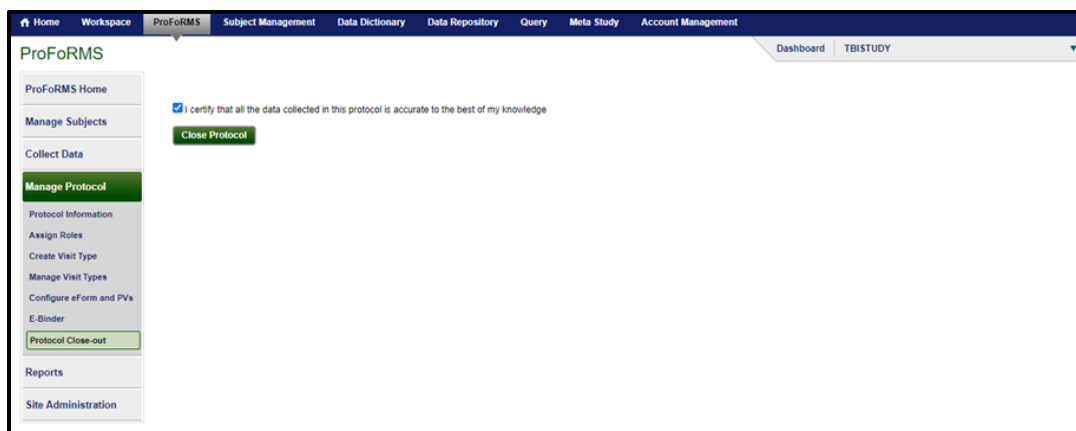 Home Workspace ProFoRMS Subject Management Data Dictionary Data Repository Query Meta Study Account Management
ProFoRMS
Dashboard TBISTUDY
ProFoRMS Home
Manage Subjects
Collect Data
Manage Protocol
Protocol Information
Assign Roles
Create Visit Type
Manage Visit Types
Configure eForm and PVs
E-Binder
Protocol Close-out
Reports
Site Administration
I certify that all the data collected in this protocol is accurate to the best of my knowledge
Close Protocol